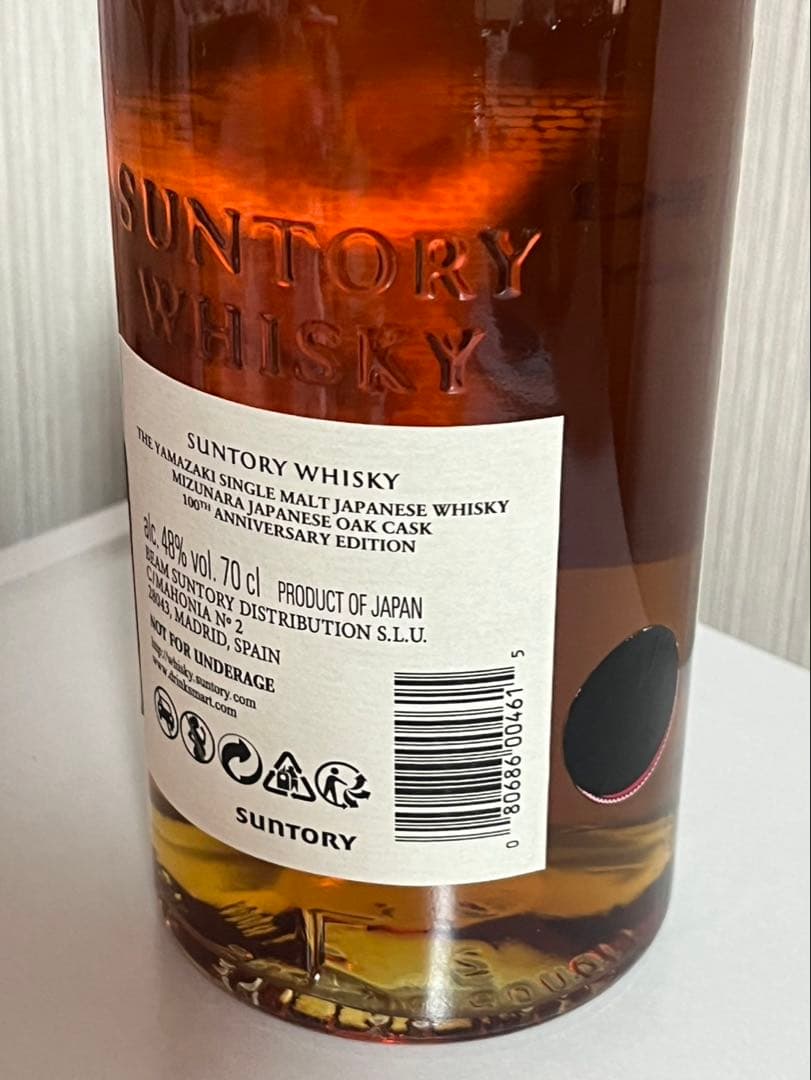 SUNTORY
WHISKY
SUNTORY WHISKY
THE YAMAZAKI SINGLE MALT JAPANESE WHISKY
MIZUNARA JAPANESE OAK CASK
100TH ANNIVERSARY EDITION
alc. 48% vol. 70 cl PRODUCT OF JAPAN
BEAM SUNTORY DISTRIBUTION S.L.U.
C/MAHONIA Nº 2
28043, MADRID, SPAIN
NOT FOR UNDERAGE
http://whisky.suntory.com
www.drinksmart.com
SUNTORY
0 80686 00461 5